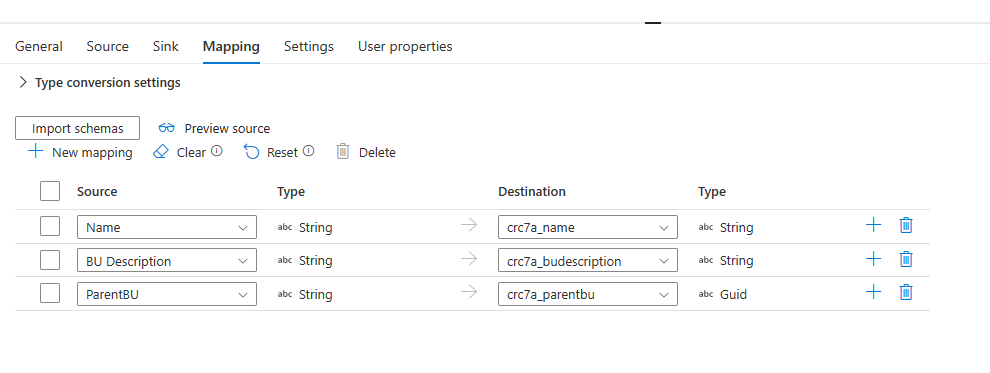 General Source Sink Mapping Settings User properties
Type conversion settings
Import schemas Preview source
New mapping Clear Reset Delete
Source Type Destination Type
Name abc String crc7a_name abc String
BU Description abc String crc7a_budescription abc String
ParentBU abc String crc7a_parentbu abc Guid